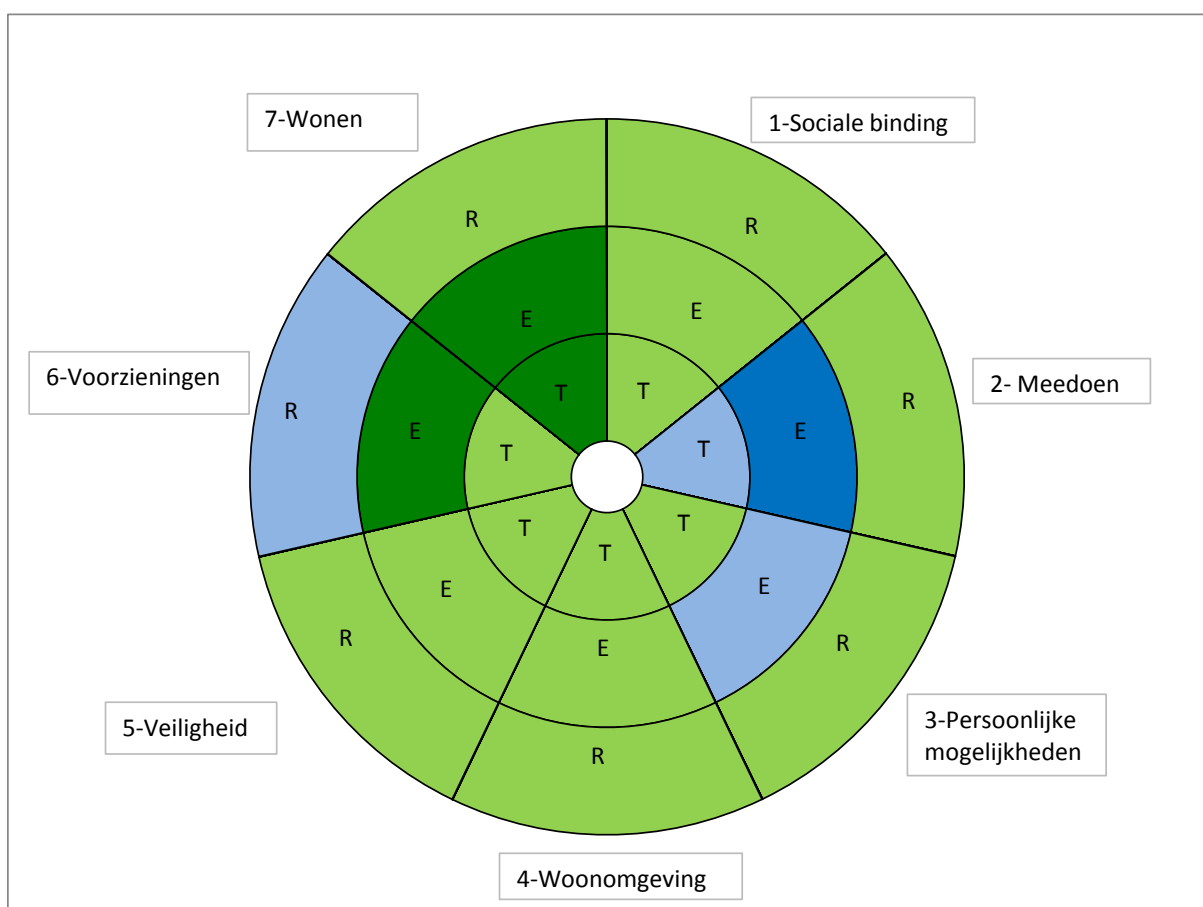 7-Wonen
1-Sociale binding
R
R
E
E
6-Voorzieningen
2- Meedoen
T
T
R
E
T
T
E
R
T
T
T
E
E
R
E
R
5-Veiligheid
3-Persoonlijke
mogelijkheden
R
4-Woonomgeving